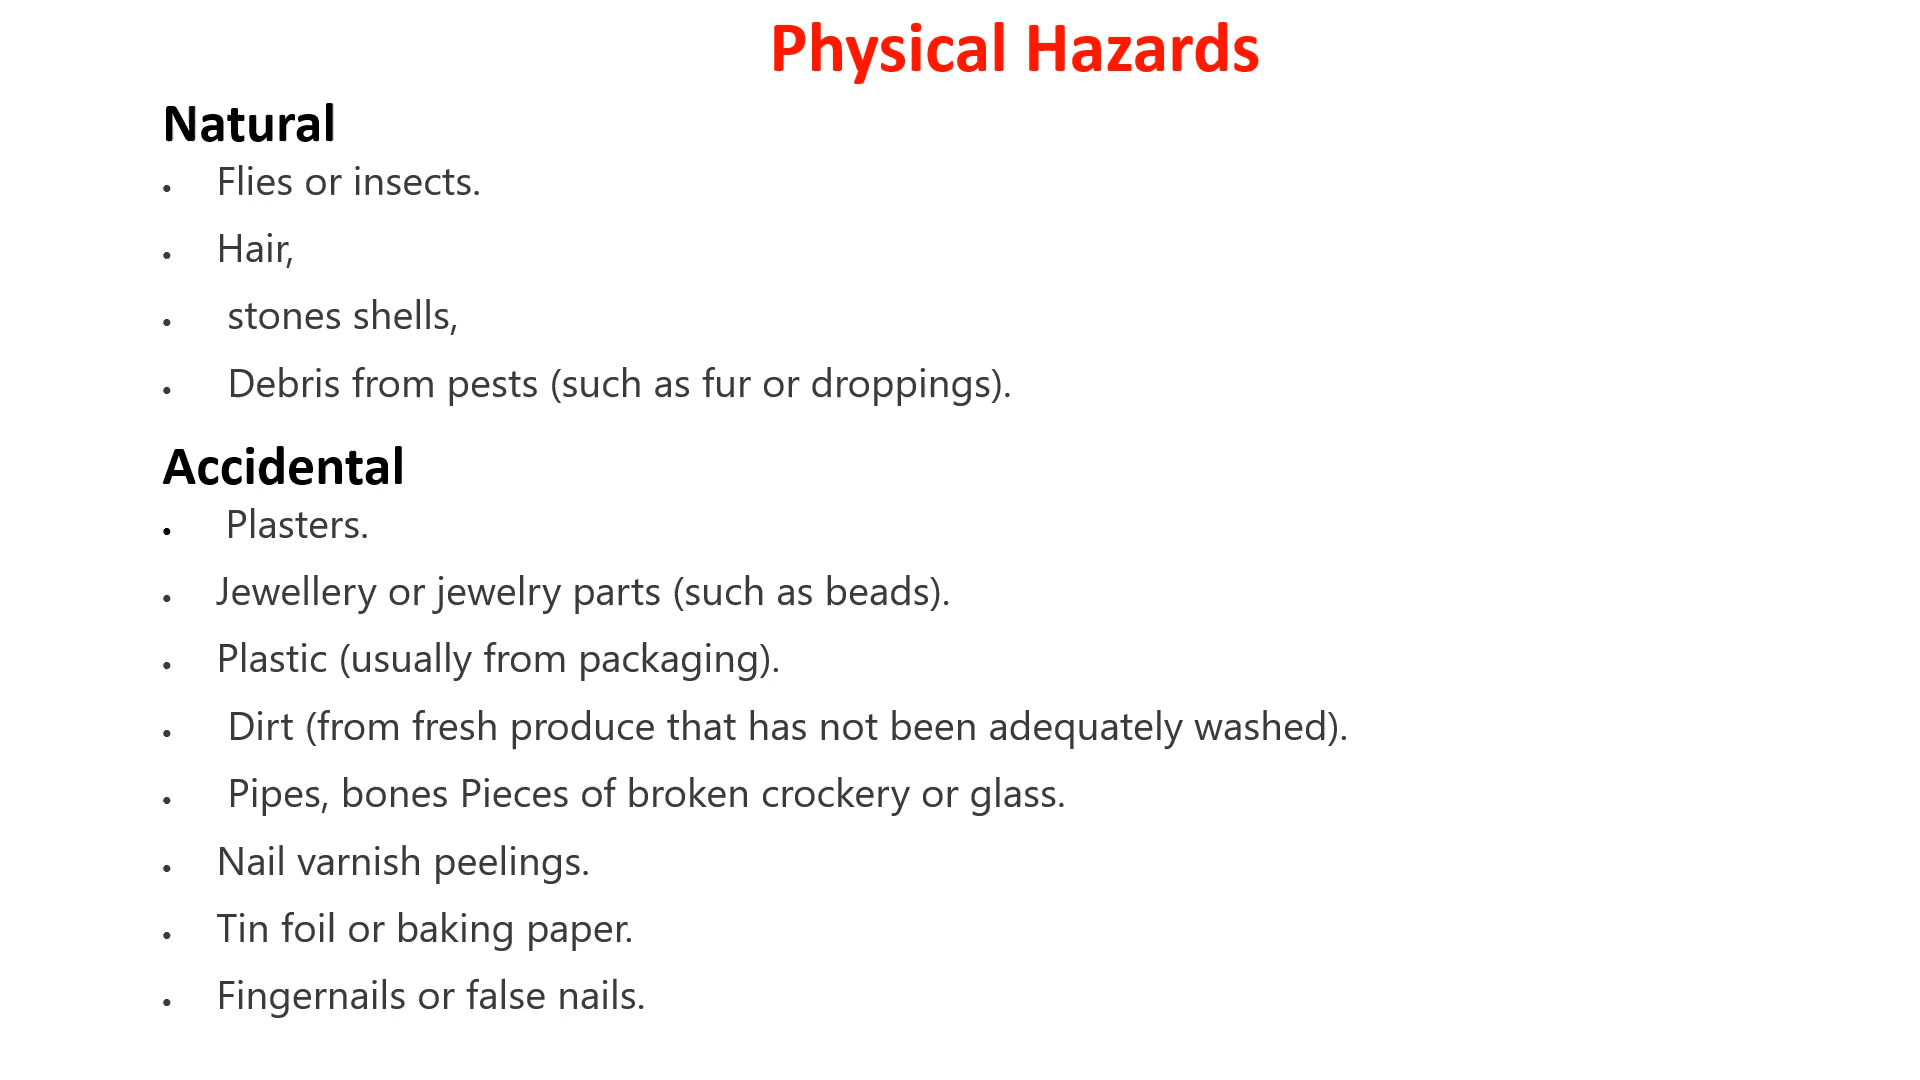 Physical Hazards
Natural
• Flies or insects.
• Hair,
• stones shells,
• Debris from pests (such as fur or droppings).
Accidental
• Plasters.
• Jewellery or jewelry parts (such as beads).
• Plastic (usually from packaging).
• Dirt (from fresh produce that has not been adequately washed).
• Pipes, bones Pieces of broken crockery or glass.
• Nail varnish peelings.
• Tin foil or baking paper.
• Fingernails or false nails.